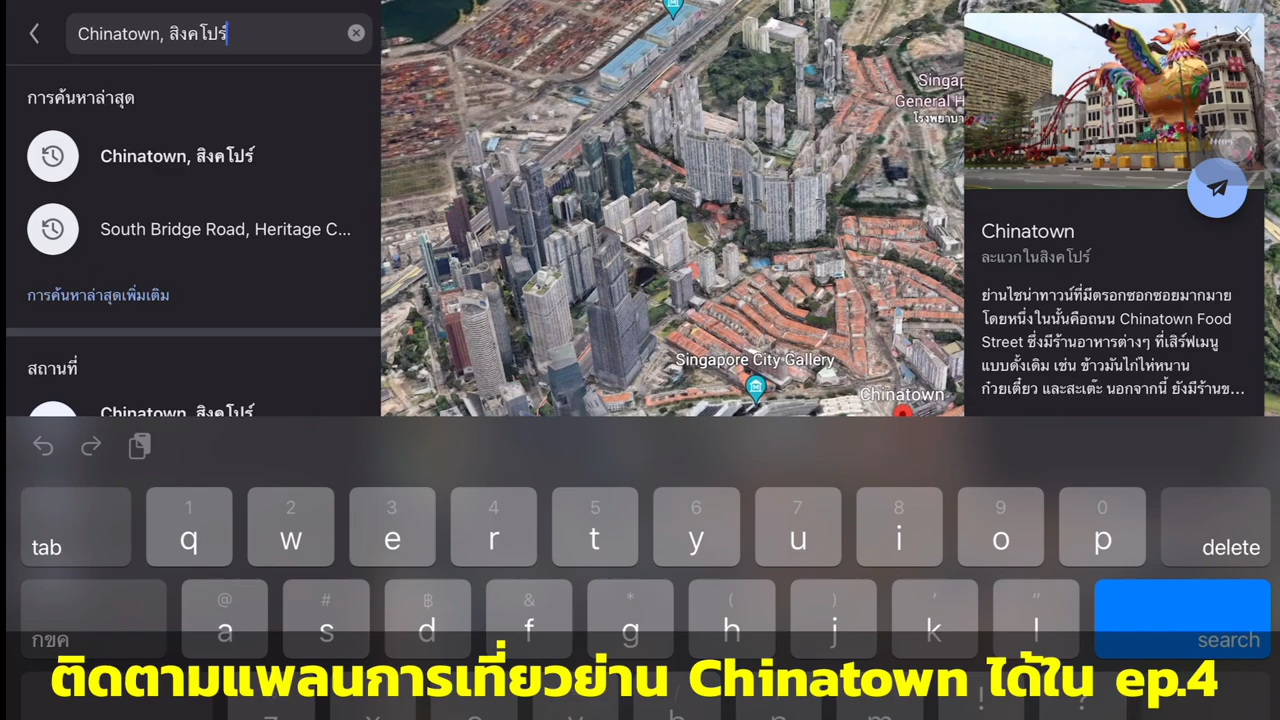 Chinatown, สิงคโปร์
การค้นหาล่าสุด
Chinatown, สิงคโปร์
South Bridge Road, Heritage C...
การค้นหาล่าสุดเพิ่มเติม
สถานที่
Chinatown, สิงคโปร์
Singap
General H
โรงพยาบา
Singapore City Gallery
Chinatown
Chinatown
ละแวกในสิงคโปร์
ย่านไชน่าทาวน์ที่มีตรอกซอกซอยมากมาย
โดยหนึ่งในนั้นคือถนน Chinatown Food
Street ซึ่งมีร้านอาหารต่างๆ ที่เสิร์ฟเมนู
แบบดั้งเดิม เช่น ข้าวมันไก่ไห่หนาน
ก๋วยเตี๋ยว และสะเต๊ะ นอกจากนี้ ยังมีร้านข...
1 2 3 4 5 6 7 8 9 0
tab q w e r t y u i o p delete
@ # ฿ & * ( ) ' "
กขค a s d f g h j k l search
ติดตามแพลนการเที่ยวย่าน Chinatown ได้ใน ep.4